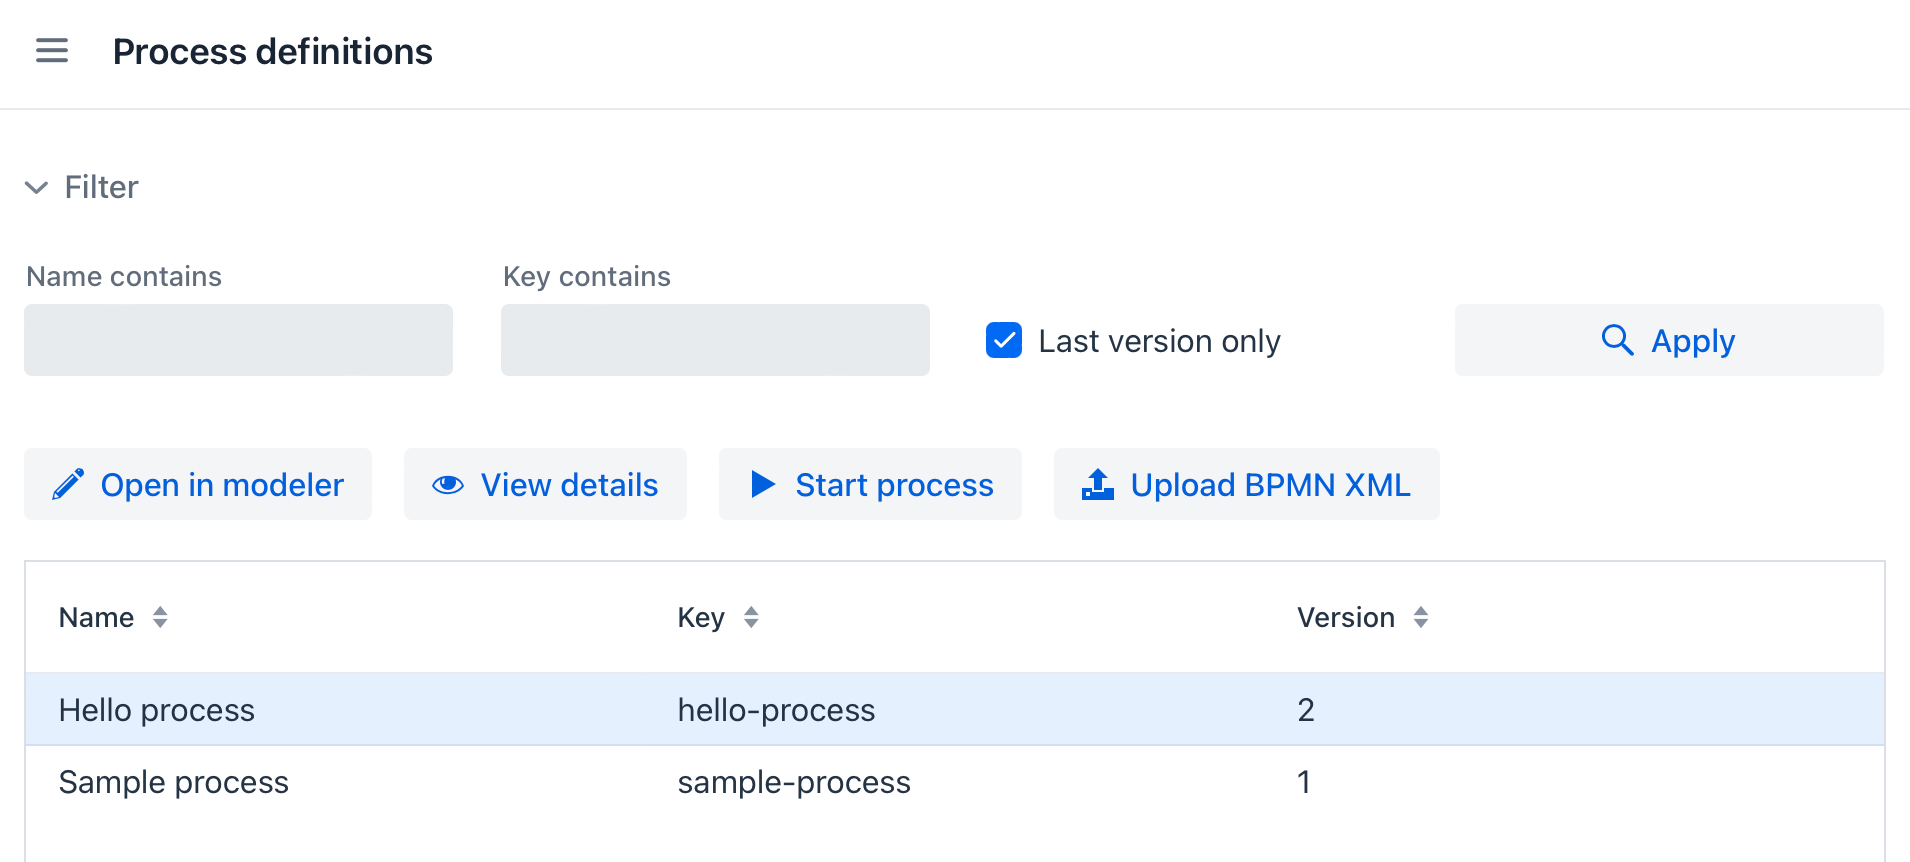 Process definitions
Filter
Name contains Key contains
Last version only Apply
Open in modeler View details Start process Upload BPMN XML
Name Key Version
Hello process hello-process 2
Sample process sample-process 1